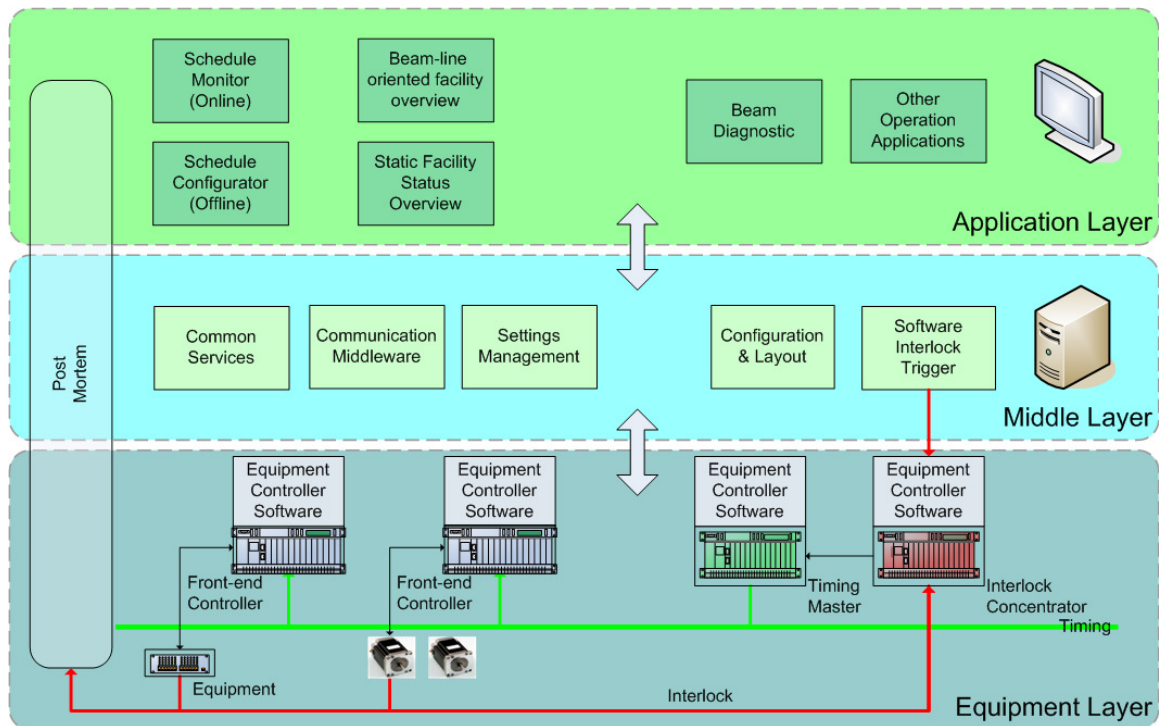 Schedule
Monitor
(Online)
Beam-line
oriented facility
overview
Beam
Diagnostic
Other
Operation
Applications
Schedule
Configurator
(Offline)
Static Facility
Status
Overview
Application Layer
Post
Mortem
Common
Services
Communication
Middleware
Settings
Management
Configuration
& Layout
Software
Interlock
Trigger
Middle Layer
Equipment
Controller
Software
Equipment
Controller
Software
Equipment
Controller
Software
Equipment
Controller
Software
Front-end
Controller
Front-end
Controller
Timing
Master
Interlock
Concentrator
Timing
Equipment
Interlock
Equipment Layer